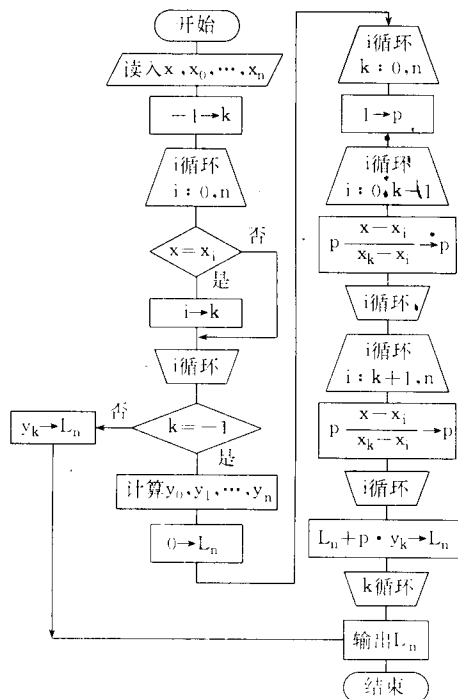 开始
读入x,x₀,…,xₙ
-1→k
i循环
i:0,n
x=xᵢ
否
是
i→k
i循环
k=-1
否
是
yₖ→Lₙ
计算y₀,y₁,…,yₙ
0→Lₙ
i循环
k:0,n
1→p
i循环
i:0,k-1
p (x-xᵢ)/(xₖ-xᵢ) →p
i循环
i循环
i:k+1,n
p (x-xᵢ)/(xₖ-xᵢ) →p
i循环
Lₙ+p·yₖ→Lₙ
k循环
输出Lₙ
结束